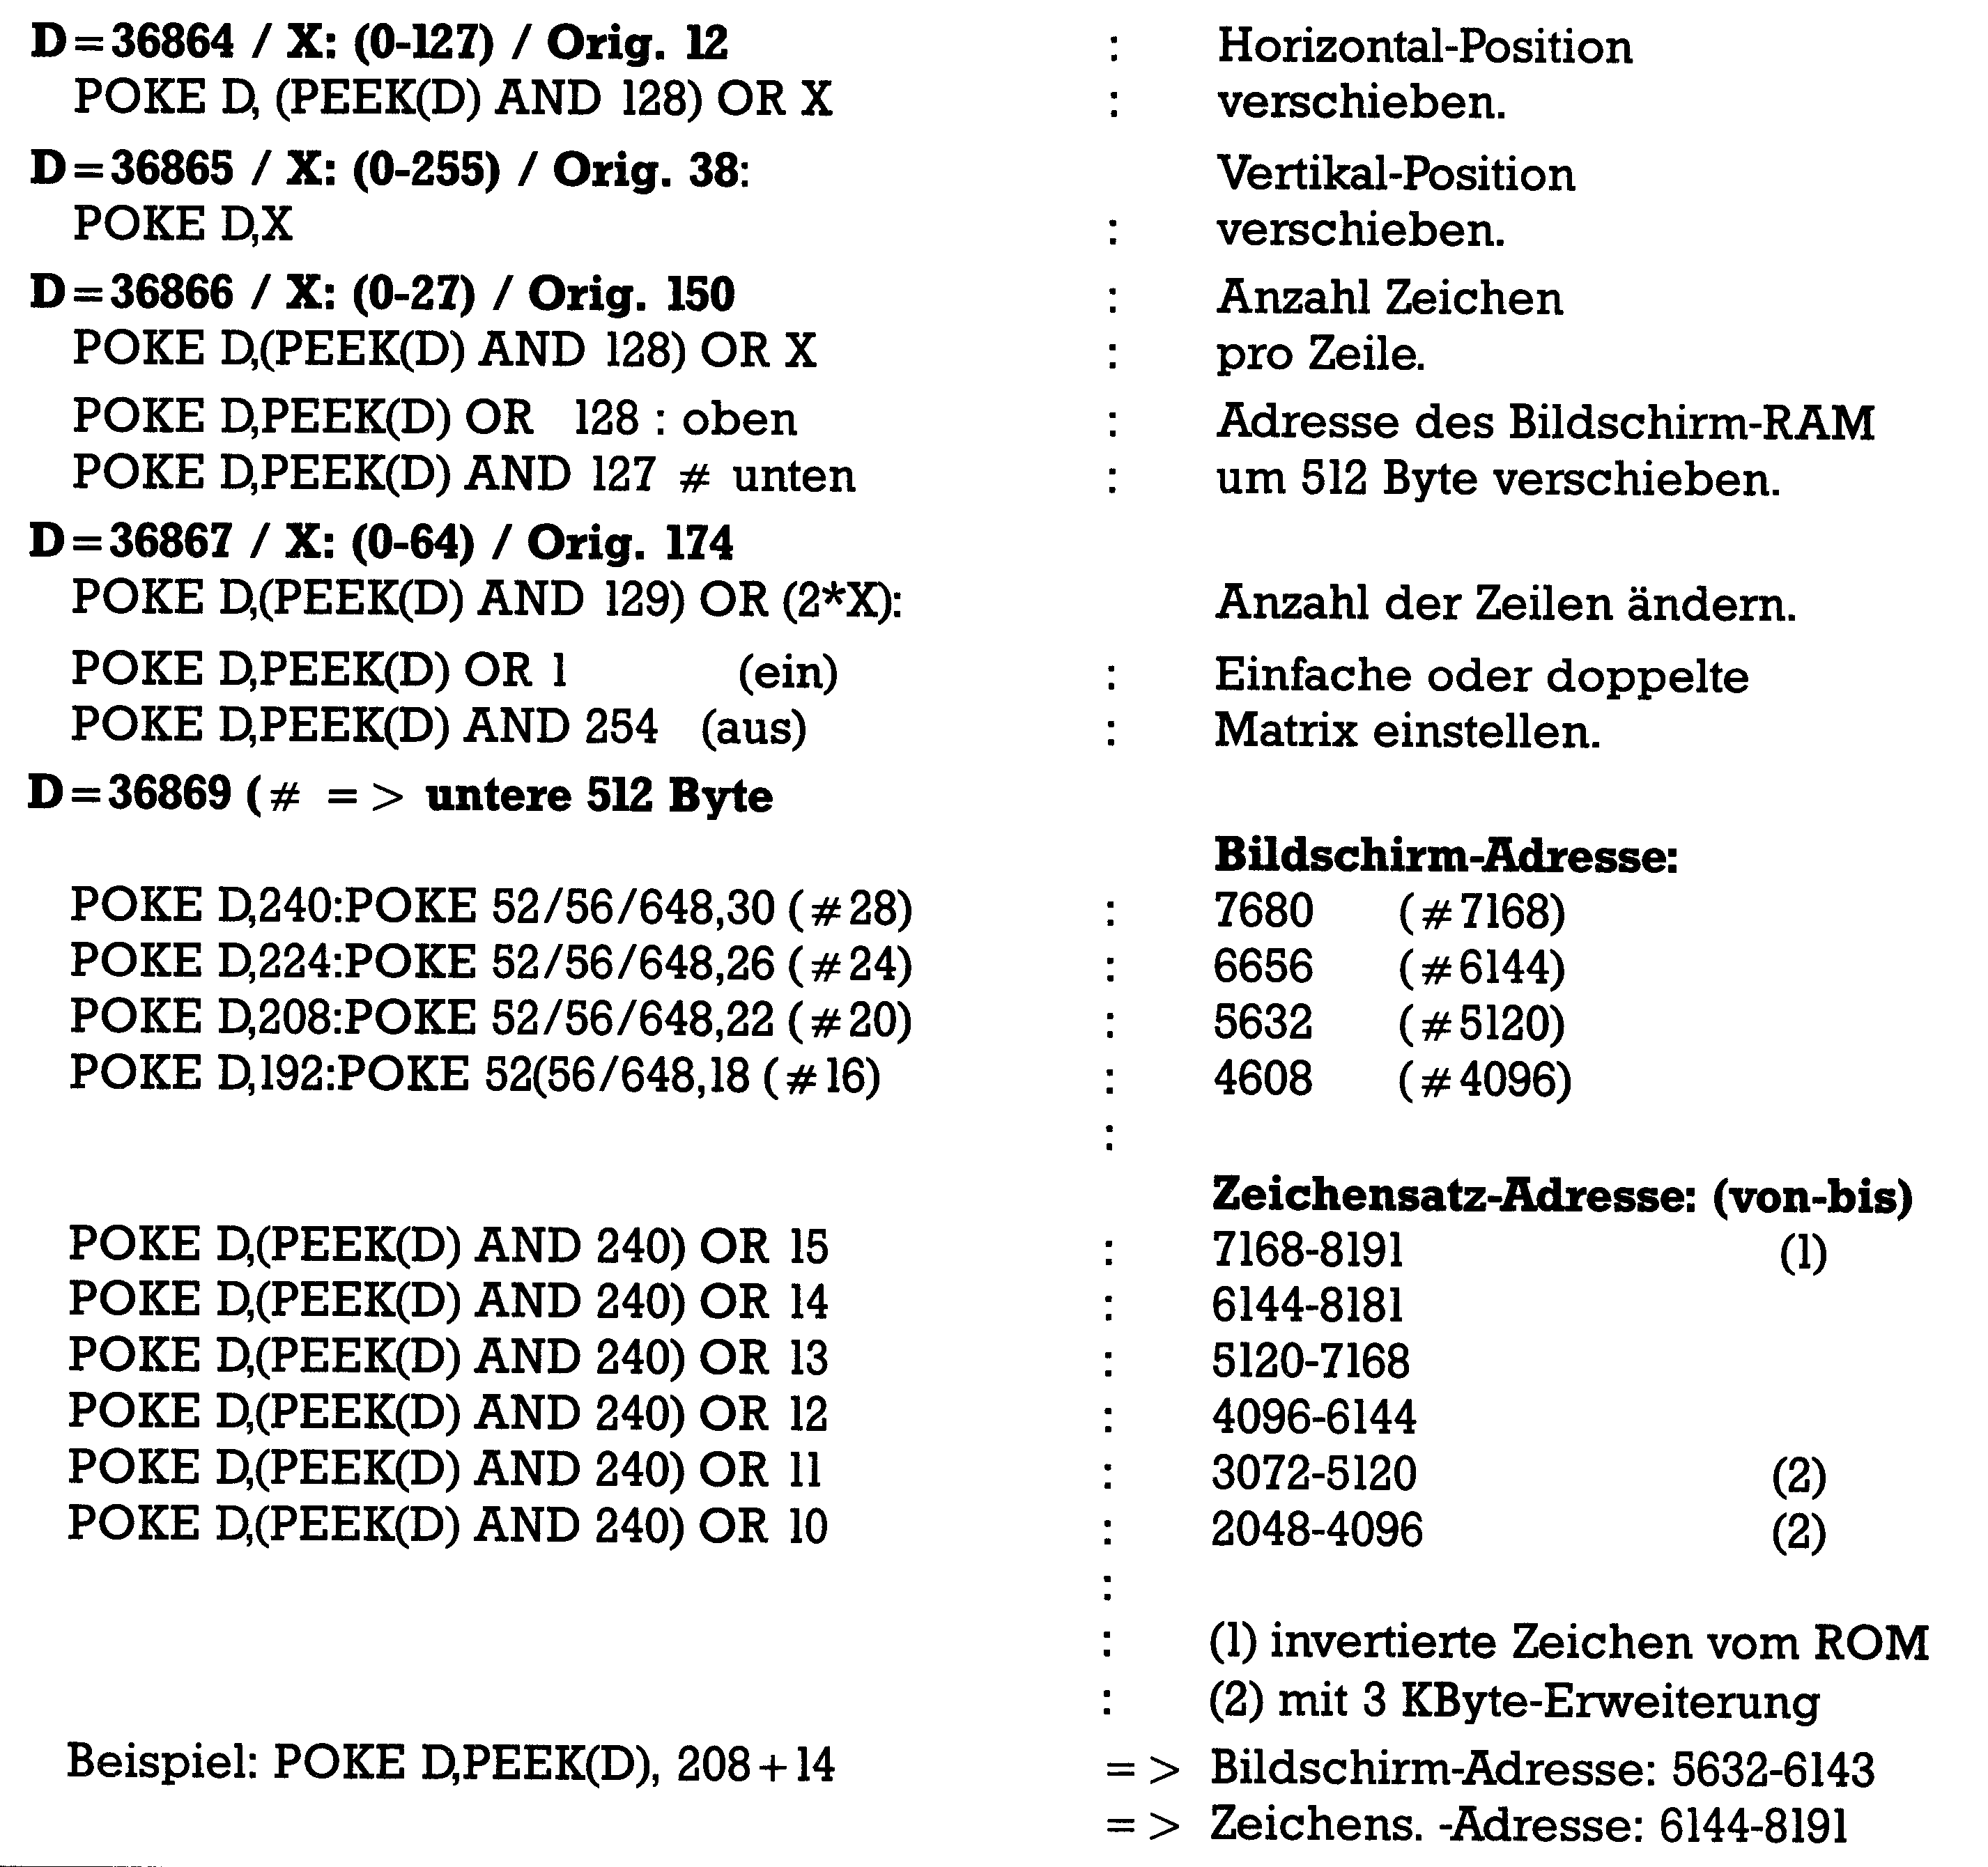 D=36864 / X: (0-127) / Orig. 12 : Horizontal-Position
POKE D, (PEEK(D) AND 128) OR X : verschieben.
D=36865 / X: (0-255) / Orig. 38: Vertikal-Position
POKE D,X : verschieben.
D=36866 / X: (0-27) / Orig. 150 : Anzahl Zeichen
POKE D,(PEEK(D) AND 128) OR X : pro Zeile.
POKE D,PEEK(D) OR 128 : oben : Adresse des Bildschirm-RAM
POKE D,PEEK(D) AND 127 # unten : um 512 Byte verschieben.
D=36867 / X: (0-64) / Orig. 174
POKE D,(PEEK(D) AND 129) OR (2*X): Anzahl der Zeilen ändern.
POKE D,PEEK(D) OR 1 (ein) : Einfache oder doppelte
POKE D,PEEK(D) AND 254 (aus) : Matrix einstellen.
D=36869 (# => untere 512 Byte
Bildschirm-Adresse:
POKE D,240:POKE 52/56/648,30 (#28) : 7680 (#7168)
POKE D,224:POKE 52/56/648,26 (#24) : 6656 (#6144)
POKE D,208:POKE 52/56/648,22 (#20) : 5632 (#5120)
POKE D,192:POKE 52(56/648,18 (#16) : 4608 (#4096)
:
Zeichensatz-Adresse: (von-bis)
POKE D,(PEEK(D) AND 240) OR 15 : 7168-8191 (1)
POKE D,(PEEK(D) AND 240) OR 14 : 6144-8181
POKE D,(PEEK(D) AND 240) OR 13 : 5120-7168
POKE D,(PEEK(D) AND 240) OR 12 : 4096-6144
POKE D,(PEEK(D) AND 240) OR 11 : 3072-5120 (2)
POKE D,(PEEK(D) AND 240) OR 10 : 2048-4096 (2)
:
: (1) invertierte Zeichen vom ROM
: (2) mit 3 KByte-Erweiterung
Beispiel: POKE D,PEEK(D), 208+14 => Bildschirm-Adresse: 5632-6143
=> Zeichens. -Adresse: 6144-8191